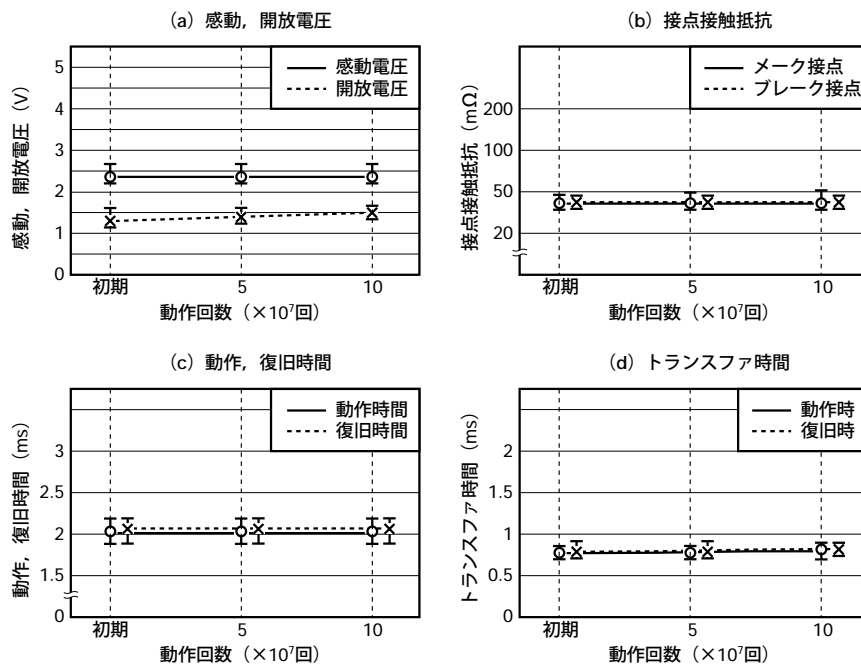 （a）感動，開放電圧
感動，開放電圧（V）
5
4
3
2
1
0
感動電圧
開放電圧
初期
5
10
動作回数（×10⁷回）
（b）接点接触抵抗
接点接触抵抗（mΩ）
200
100
50
20
メーク接点
ブレーク接点
初期
5
10
動作回数（×10⁷回）
（c）動作，復旧時間
動作，復旧時間（ms）
3
2.5
2
1.5
0
動作時間
復旧時間
初期
5
10
動作回数（×10⁷回）
（d）トランスファ時間
トランスファ時間（ms）
2
1
0.5
0
動作時
復旧時
初期
5
10
動作回数（×10⁷回）